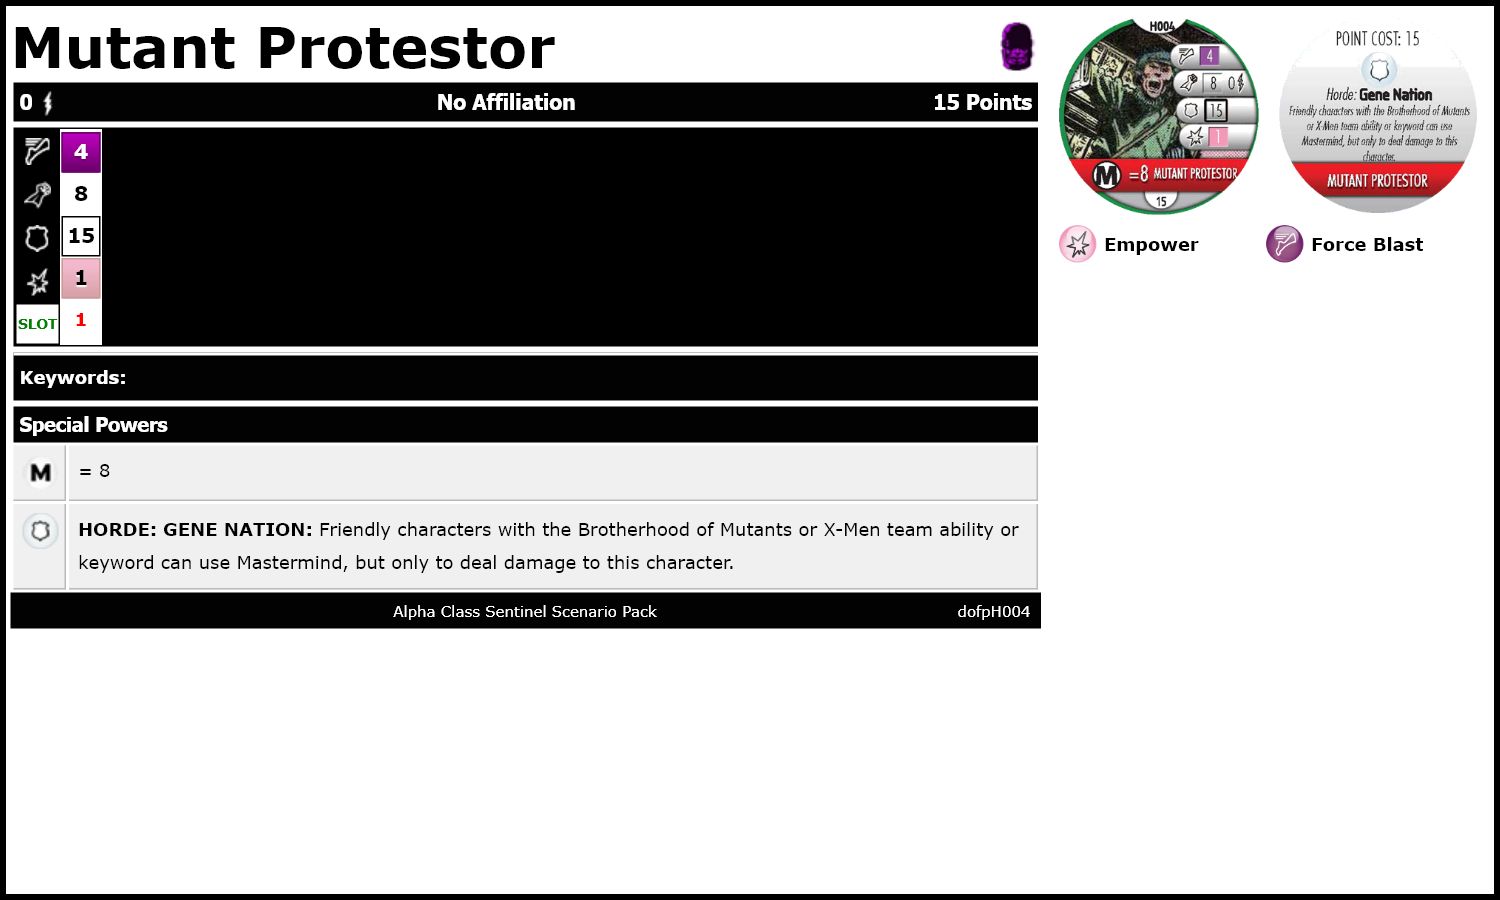 Mutant Protestor
0 No Affiliation 15 Points
4
8
15
1
SLOT 1
Keywords:
Special Powers
M = 8
HORDE: GENE NATION: Friendly characters with the Brotherhood of Mutants or X-Men team ability or
keyword can use Mastermind, but only to deal damage to this character.
Alpha Class Sentinel Scenario Pack dofpH004
H004
4
8 0
15
1
M =8 MUTANT PROTESTOR
15
POINT COST: 15
Horde: Gene Nation
Friendly characters with the Brotherhood of Mutants
or X-Men team ability or keyword can use
Mastermind, but only to deal damage to this
character.
MUTANT PROTESTOR
Empower Force Blast